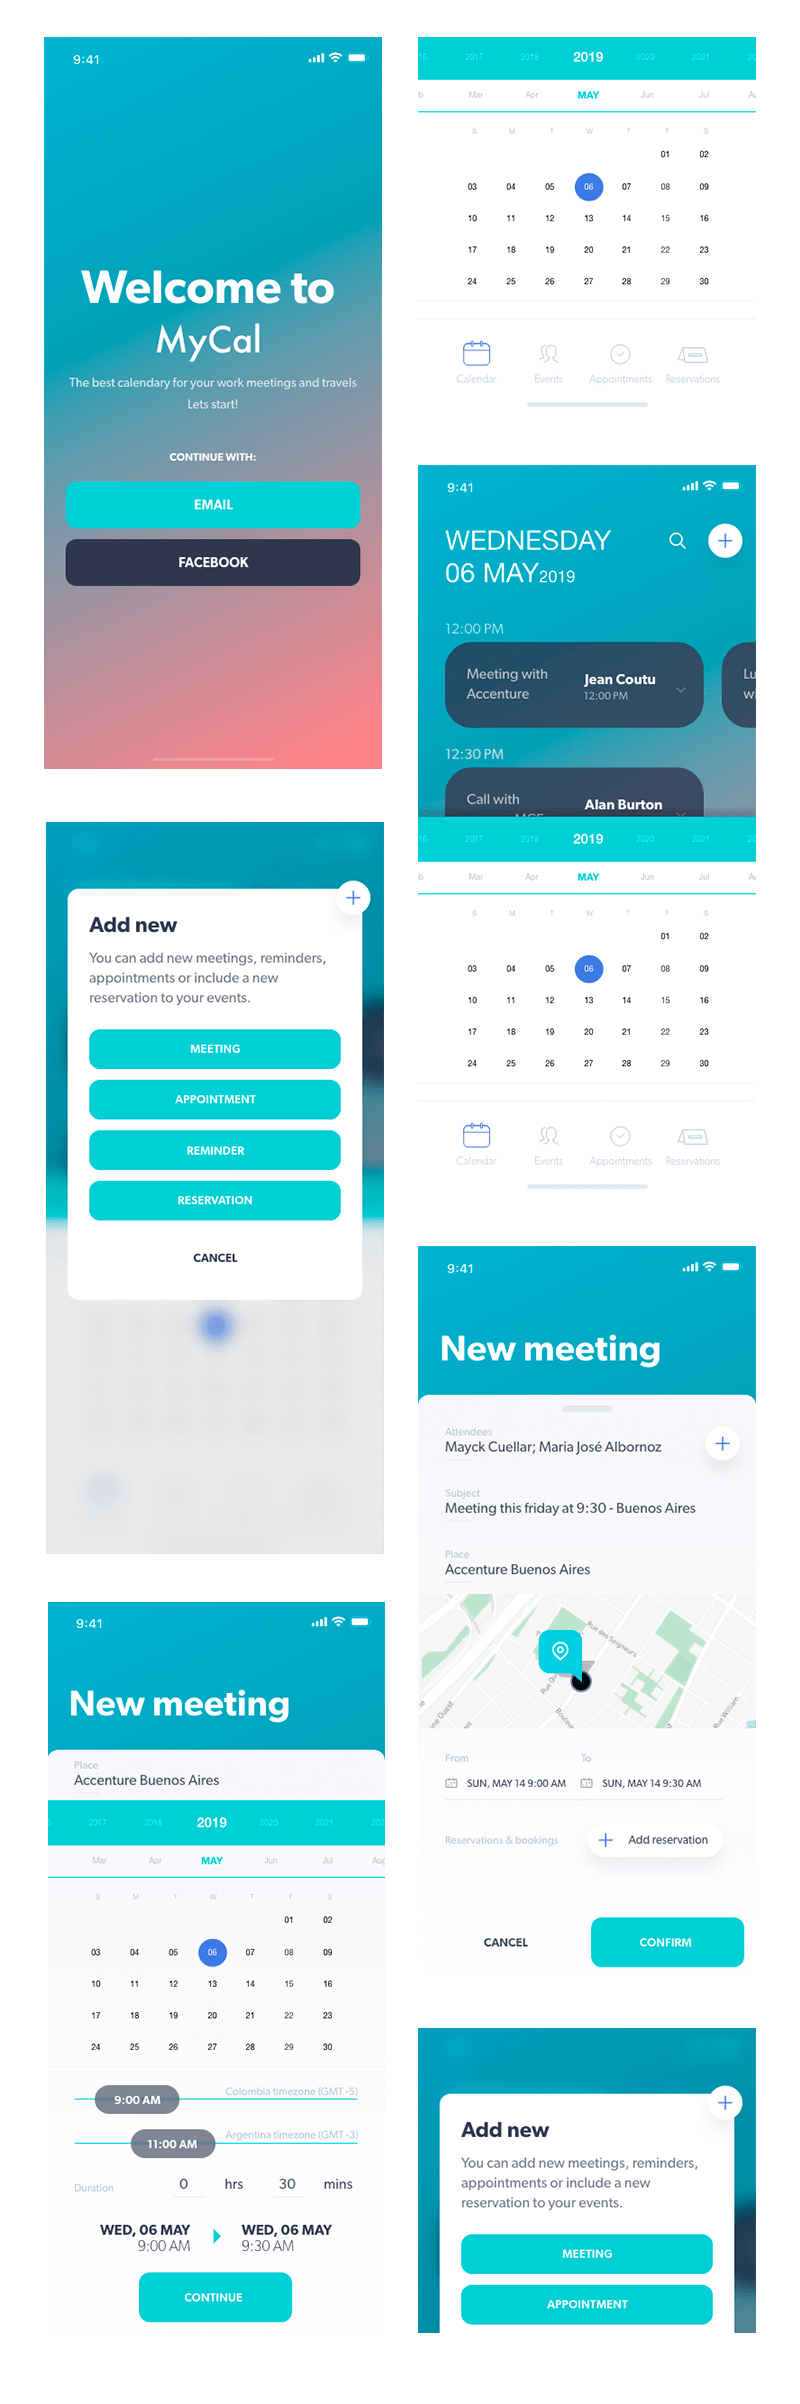 9:41
Welcome to
MyCal
The best calendary for your work meetings and travels
Lets start!
CONTINUE WITH:
EMAIL
FACEBOOK
Add new
You can add new meetings, reminders,
appointments or include a new
reservation to your events.
MEETING
APPOINTMENT
REMINDER
RESERVATION
CANCEL
9:41
New meeting
Place
Accenture Buenos Aires
2017 2018 2019 2020 2021
Mar Apr MAY Jun Jul Aug
S M T W T F S
01 02
03 04 05 06 07 08 09
10 11 12 13 14 15 16
17 18 19 20 21 22 23
24 25 26 27 28 29 30
9:00 AM Colombia timezone (GMT -5)
11:00 AM Argentina timezone (GMT -3)
Duration 0 hrs 30 mins
WED, 06 MAY WED, 06 MAY
9:00 AM 9:30 AM
CONTINUE
16 2017 2018 2019 2020 2021
b Mar Apr MAY Jun Jul
S M T W T F S
01 02
03 04 05 06 07 08 09
10 11 12 13 14 15 16
17 18 19 20 21 22 23
24 25 26 27 28 29 30
Calendar Events Appointments Reservations
9:41
WEDNESDAY
06 MAY2019
12:00 PM
Meeting with Jean Coutu Lu
Accenture 12:00 PM wi
12:30 PM
Call with Alan Burton
16 2017 2018 2019 2020 2021
b Mar Apr MAY Jun Jul
S M T W T F S
01 02
03 04 05 06 07 08 09
10 11 12 13 14 15 16
17 18 19 20 21 22 23
24 25 26 27 28 29 30
Calendar Events Appointments Reservations
9:41
New meeting
Attendees
Mayck Cuellar; Maria José Albornoz
Subject
Meeting this friday at 9:30 - Buenos Aires
Place
Accenture Buenos Aires
Rue des Seigneurs
Rue William
From To
SUN, MAY 14 9:00 AM SUN, MAY 14 9:30 AM
Reservations & bookings Add reservation
CANCEL CONFIRM
Add new
You can add new meetings, reminders,
appointments or include a new
reservation to your events.
MEETING
APPOINTMENT